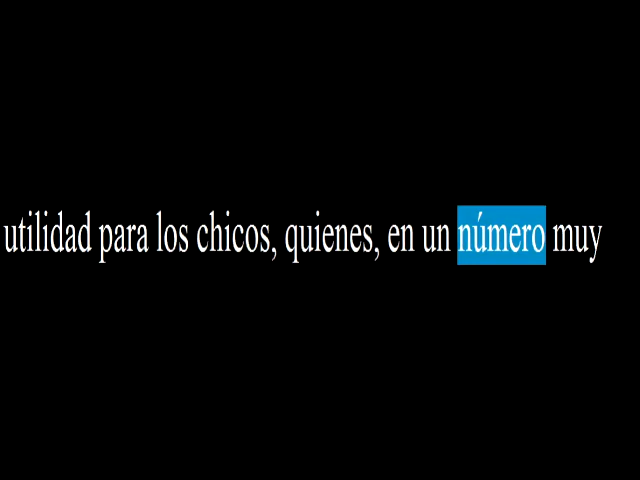 utilidad para los chicos, quienes, en un número muy